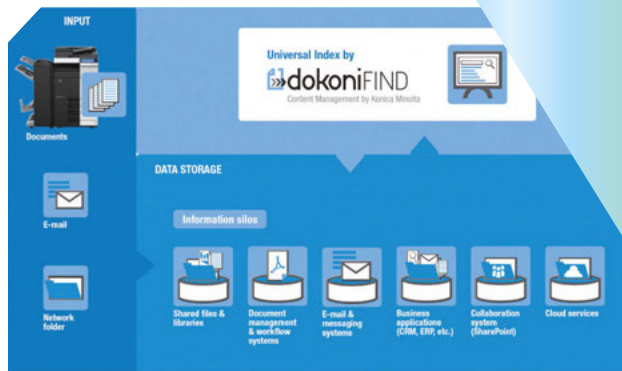 INPUT
Documents
E-mail
Network
folder
Universal Index by
dokoniFIND
Content Management by Konica Minolta
DATA STORAGE
Information silos
Shared files &
libraries
Document
management
& workflow
systems
E-mail &
messaging
systems
Business
applications
(CRM, ERP, etc.)
Collaboration
system
(SharePoint)
Cloud services